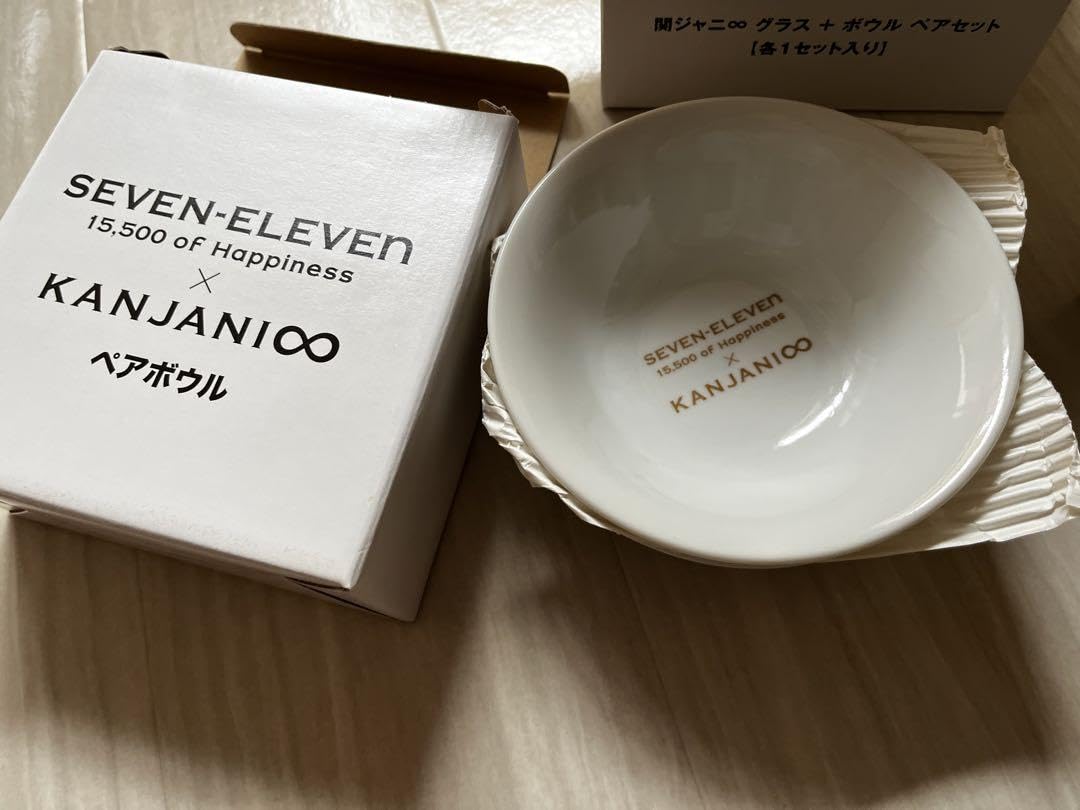 関ジャニ∞ グラス + ボウル ペアセット
【各1セット入り】
SEVEN-ELEVEn
15,500 of Happiness
×
KANJANI∞
ペアボウル
SEVEN-ELEVEn
15,500 of Happiness
×
KANJANI∞